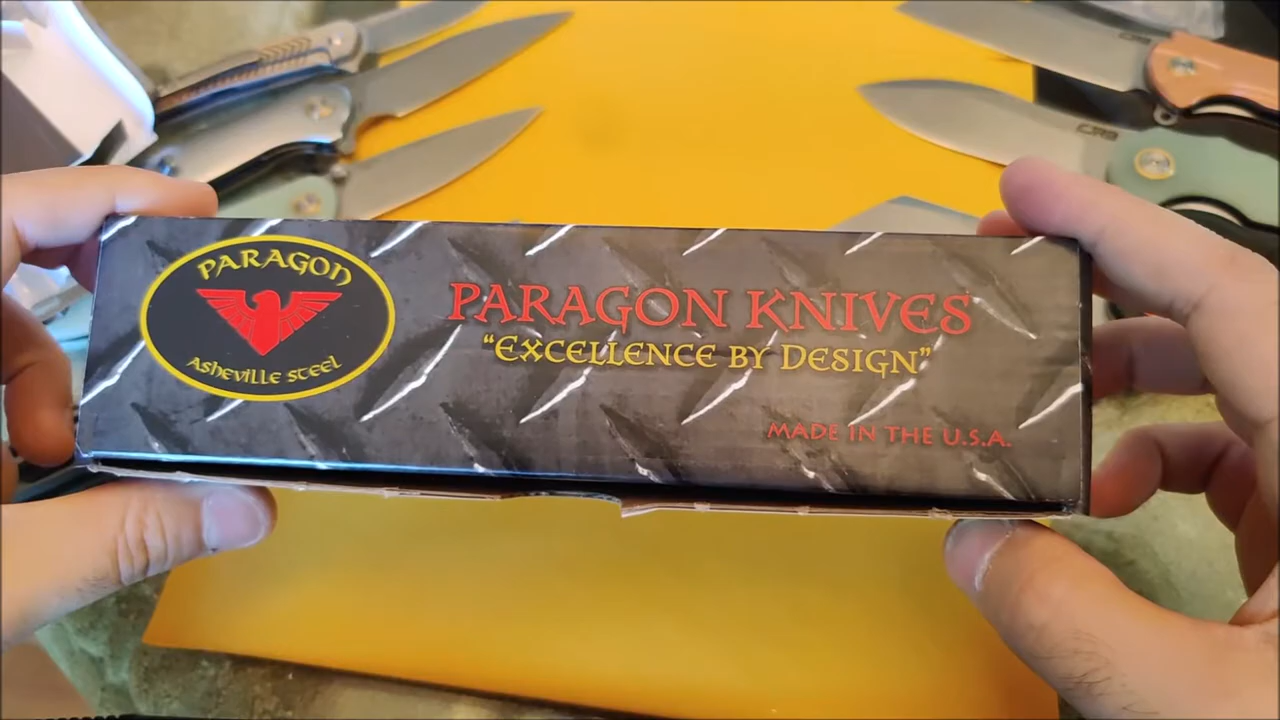 PARAGON
ASHEVILLE STEEL
PARAGON KNIVES
"EXCELLENCE BY DESIGN"
MADE IN THE U.S.A.